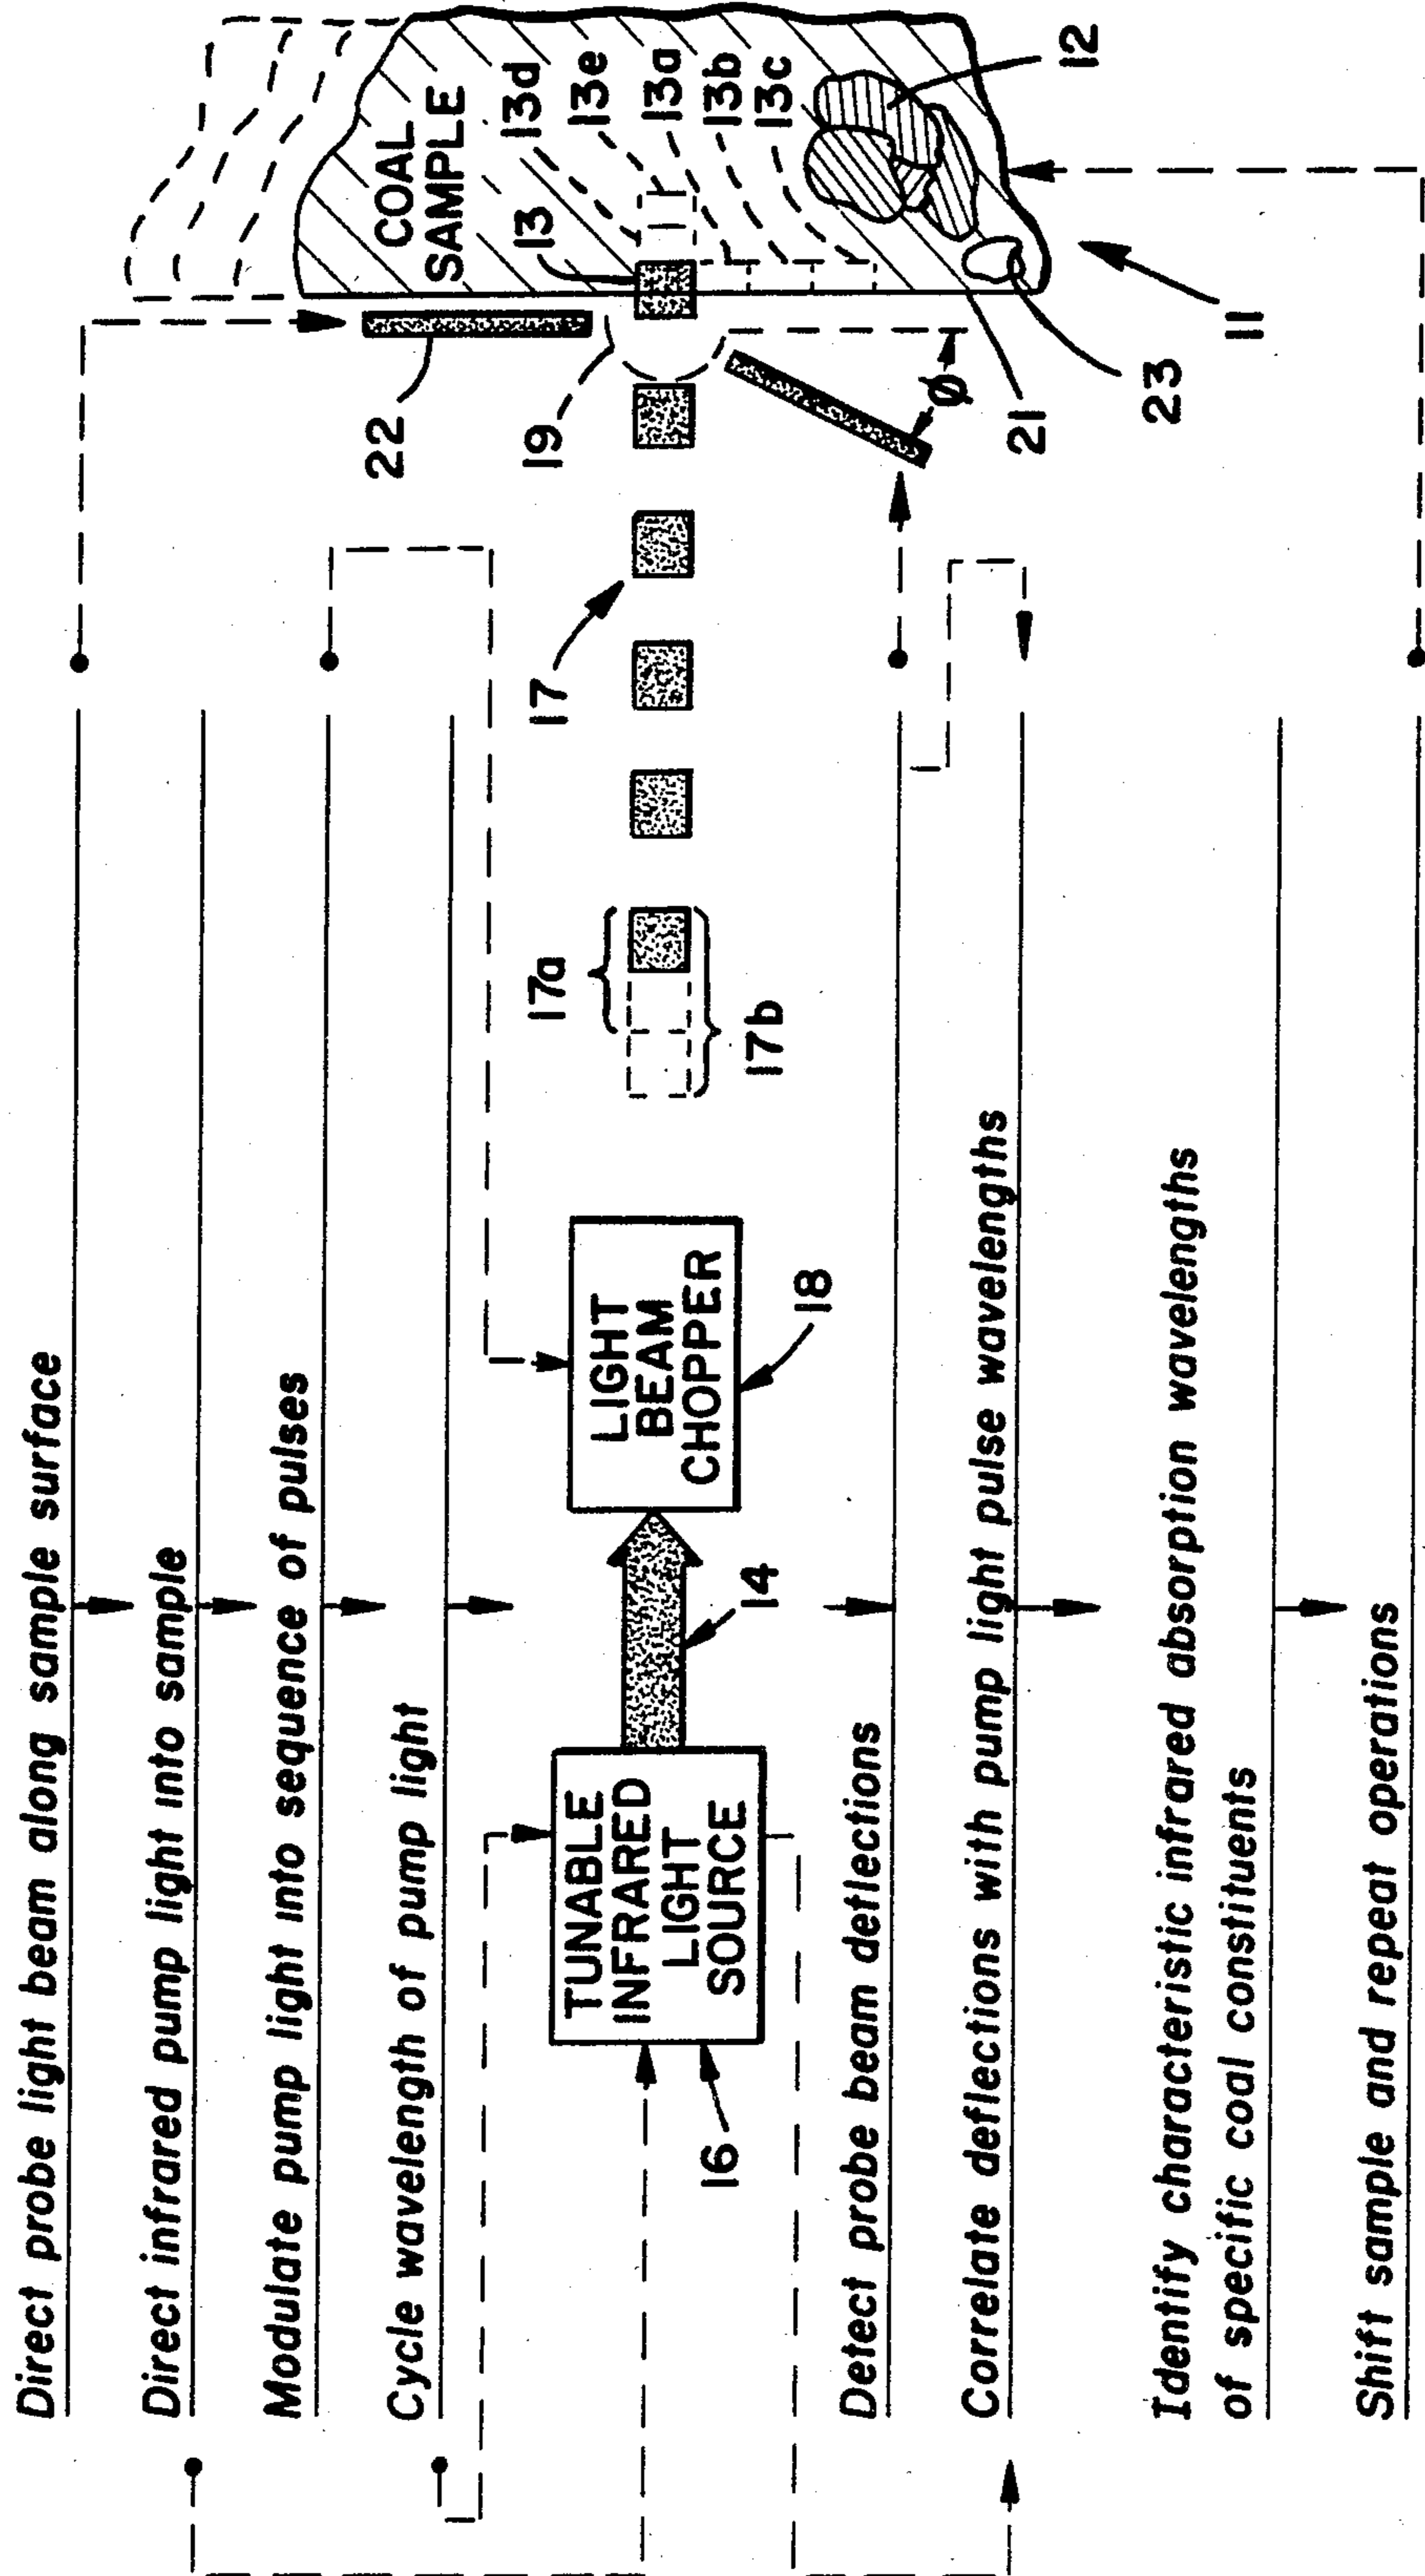 Direct probe light beam along sample surface
Direct infrared pump light into sample
Modulate pump light into sequence of pulses
Cycle wavelength of pump light
TUNABLE
INFRARED
LIGHT
SOURCE
16
14
LIGHT
BEAM
CHOPPER
18
17a
17b
17
19
22
COAL
SAMPLE
13
13d
13e
13a
13b
13c
12
11
23
21
Ø
Detect probe beam deflections
Correlate deflections with pump light pulse wavelengths
Identify characteristic infrared absorption wavelengths
of specific coal constituents
Shift sample and repeat operations